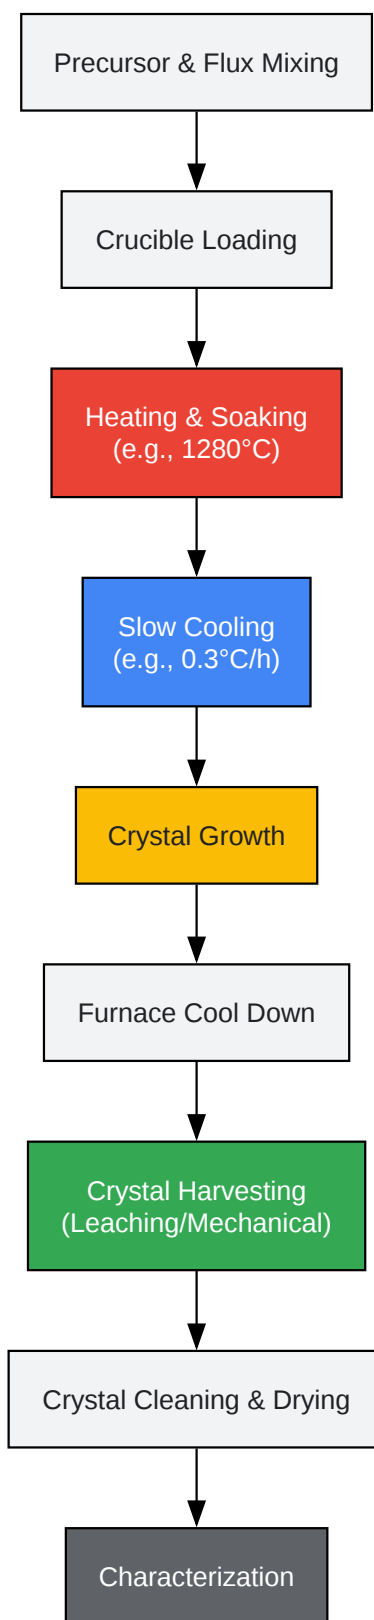 Precursor & Flux Mixing
Crucible Loading
Heating & Soaking
(e.g., 1280°C)
Slow Cooling
(e.g., 0.3°C/h)
Crystal Growth
Furnace Cool Down
Crystal Harvesting
(Leaching/Mechanical)
Crystal Cleaning & Drying
Characterization